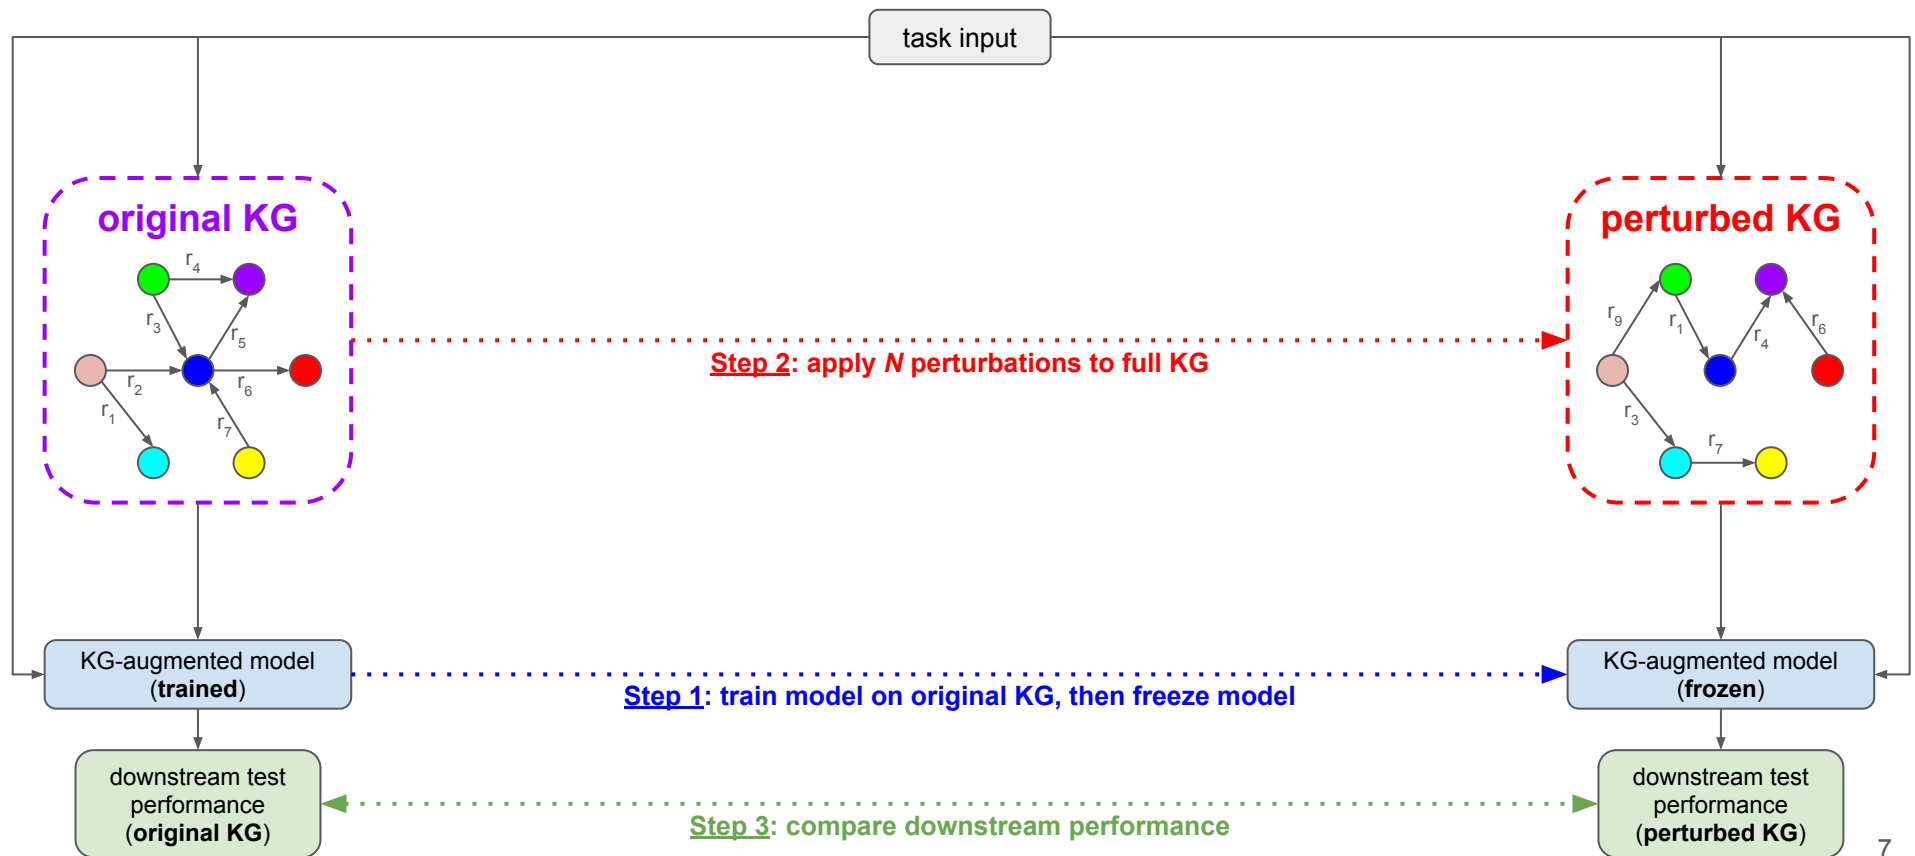 task input
original KG
r4
r3
r5
r2
r6
r1
r7
perturbed KG
r9
r1
r4
r6
r3
r7
Step 2: apply N perturbations to full KG
KG-augmented model
(trained)
Step 1: train model on original KG, then freeze model
KG-augmented model
(frozen)
downstream test
performance
(original KG)
Step 3: compare downstream performance
downstream test
performance
(perturbed KG)
7